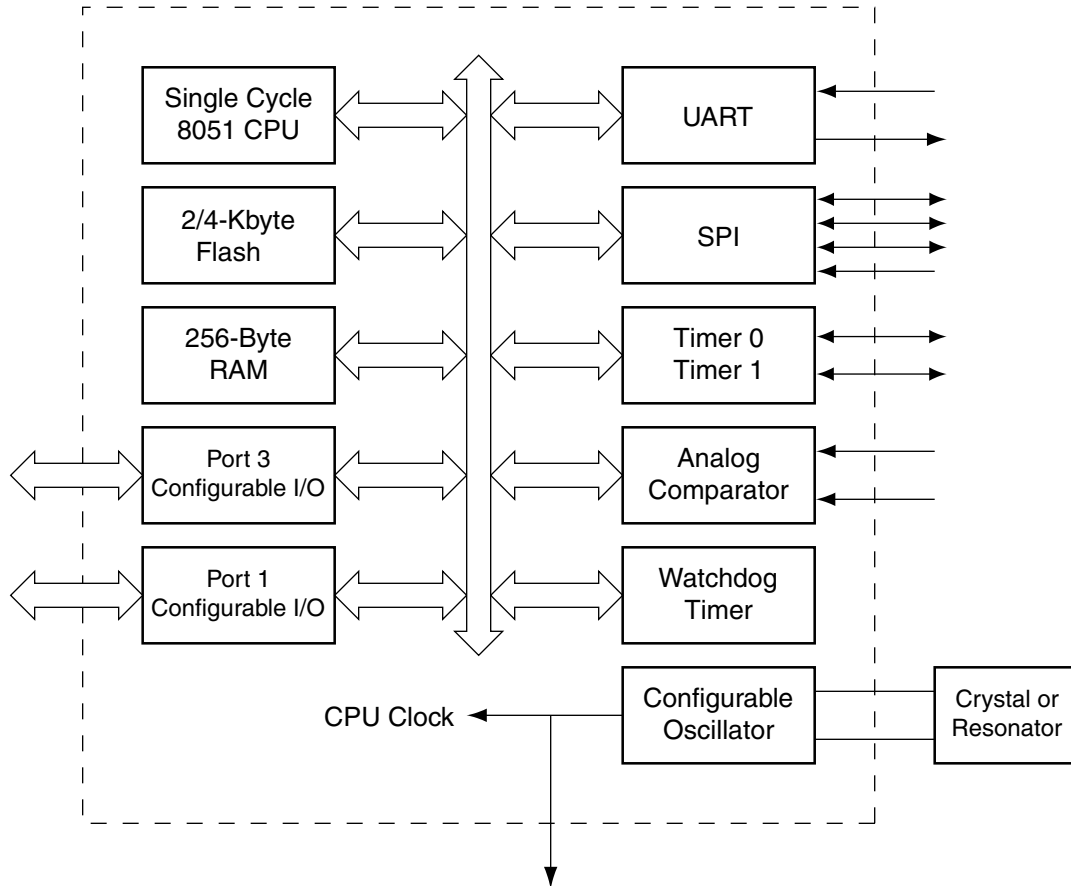 Single Cycle
8051 CPU
UART
2/4-Kbyte
Flash
SPI
256-Byte
RAM
Timer 0
Timer 1
Port 3
Configurable I/O
Analog
Comparator
Port 1
Configurable I/O
Watchdog
Timer
CPU Clock
Configurable
Oscillator
Crystal or
Resonator